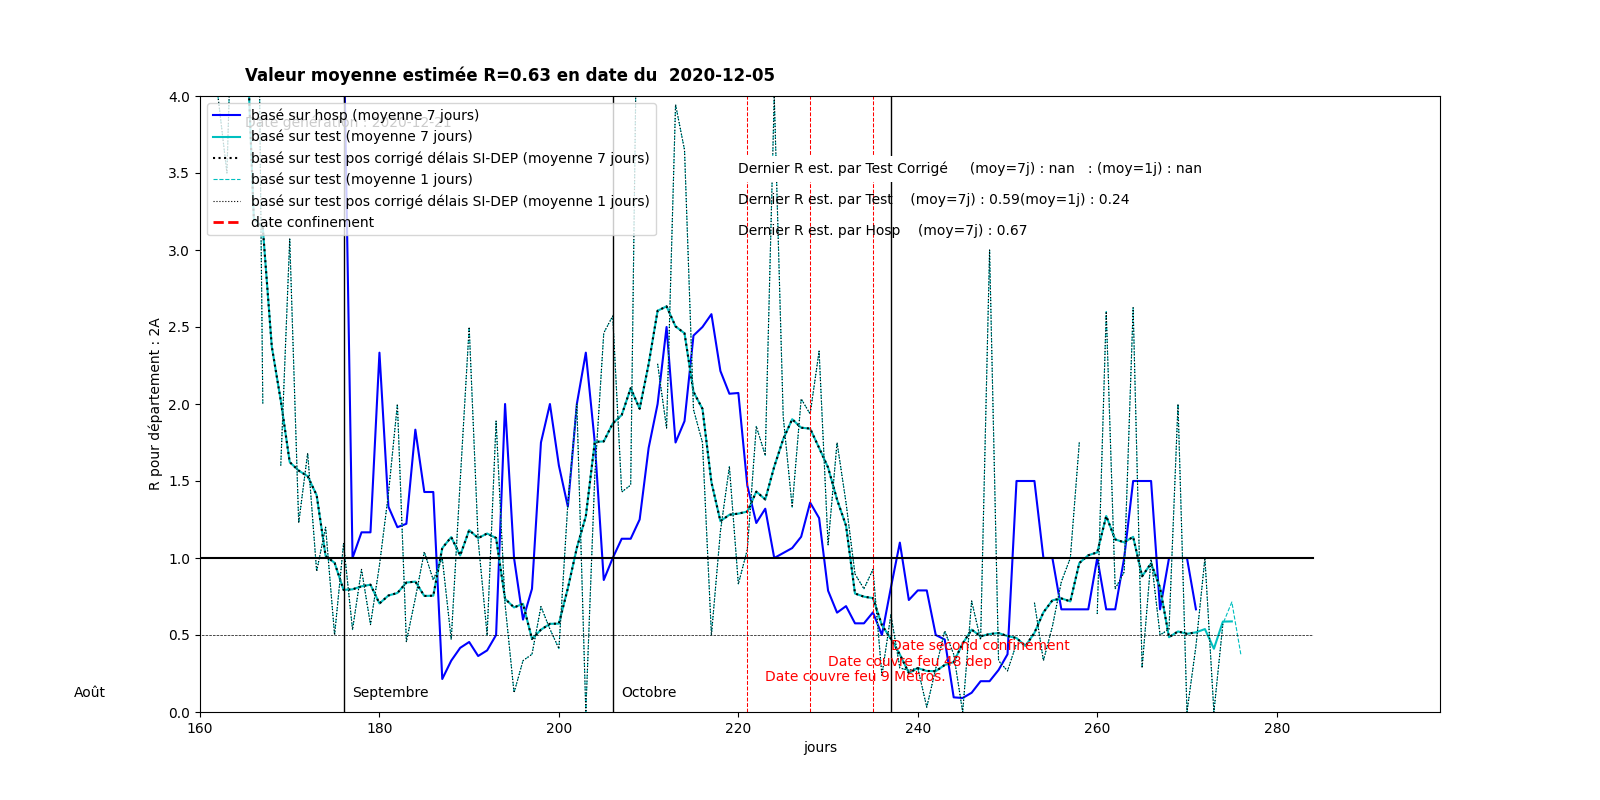 Valeur moyenne estimée R=0.63 en date du  2020-12-05
Date génération : 2020-12-21
basé sur hosp (moyenne 7 jours)
basé sur test (moyenne 7 jours)
basé sur test pos corrigé délais SI-DEP (moyenne 7 jours)
basé sur test (moyenne 1 jours)
basé sur test pos corrigé délais SI-DEP (moyenne 1 jours)
date confinement
Dernier R est. par Test Corrigé     (moy=7j) : nan   : (moy=1j) : nan
Dernier R est. par Test    (moy=7j) : 0.59(moy=1j) : 0.24
Dernier R est. par Hosp    (moy=7j) : 0.67
R pour département : 2A
4.0
3.5
3.0
2.5
2.0
1.5
1.0
0.5
0.0
Date second confinement
Date couvre feu 48 dep
Date couvre feu 9 Métros.
Août
Septembre
Octobre
160 180 200 220 240 260 280
jours